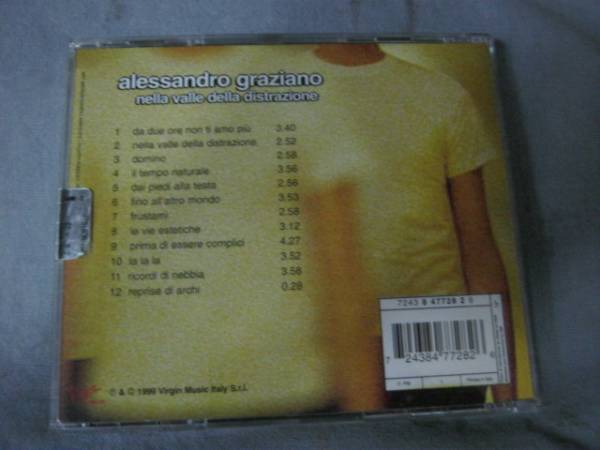 alessandro graziano
nella valle della distrazione
1 da due ore non ti amo più 3.40
2 nella valle della distrazione 2.52
3 domino 2.58
4 il tempo naturale 3.56
5 dai piedi alla testa 2.56
6 fino all'altro mondo 3.53
7 frustami 2.58
8 le vie estetiche 3.12
9 prima di essere complici 4.27
10 la la la 3.52
11 ricordi di nebbia 3.56
12 reprise di archi 0.28
7243 8 47728 2 6
7 24384 77282 6
℗ & © 1999 Virgin Music Italy S.r.l.